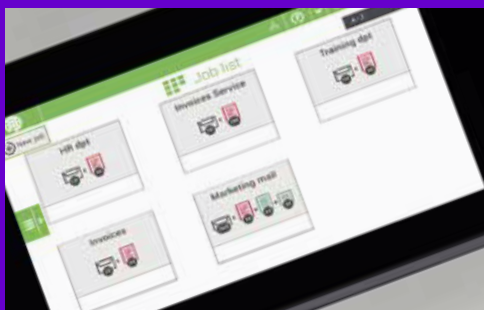 A-Z
Job list
New job
HR dpt
Invoices Service
Training dpt
Invoices
Marketing mail